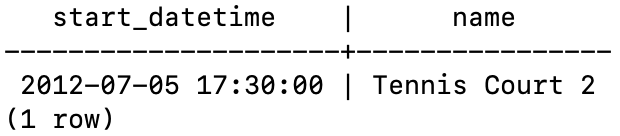 start_datetime    |      name
---------------------+----------------
 2012-07-05 17:30:00 | Tennis Court 2
(1 row)